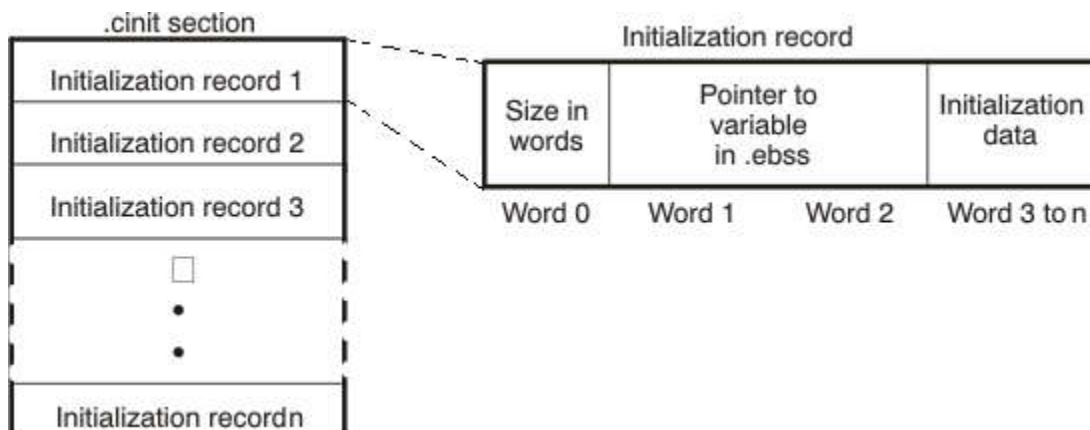 .cinit section
Initialization record 1
Initialization record 2
Initialization record 3
Initialization recordn
Initialization record
Size in
words
Pointer to
variable
in .ebss
Initialization
data
Word 0
Word 1
Word 2
Word 3 to n